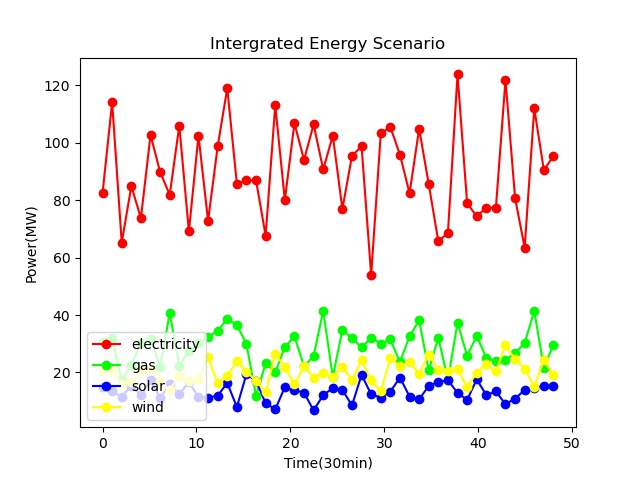 Intergrated Energy Scenario
Power(MW)
120
100
80
60
40
20
electricity
gas
solar
wind
0 10 20 30 40 50
Time(30min)